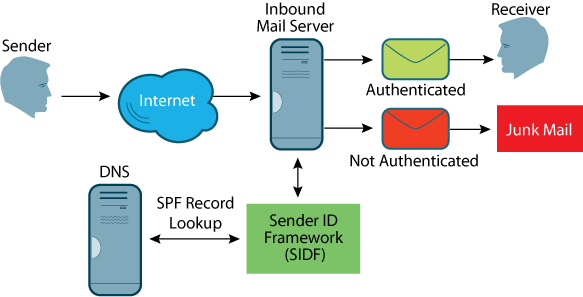 Sender
Internet
Inbound
Mail Server
Authenticated
Receiver
Not Authenticated
Junk Mail
DNS
SPF Record
Lookup
Sender ID
Framework
(SIDF)